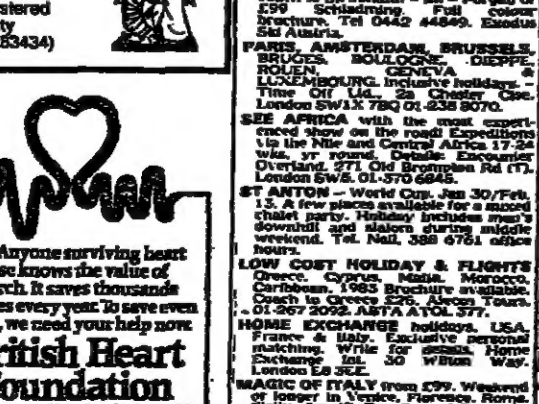 stered
ty
83434)
Anyone surviving heart
se knows the value of
rch. It saves thousands
es every year. To save even
, we need your help now.
ritish Heart
oundation
£99 Schladming. Full colour
brochure. Tel 0442 44849. Exodus
Ski Austria.
PARIS, AMSTERDAM, BRUSSELS,
BRUGES, BOULOGNE, DIEPPE,
ROUEN, GENEVA &
LUXEMBOURG. Inclusive holidays. –
Time Off Ltd., 2a Chester Cse.
London SW1X 7BQ 01-235 8070.
SEE AFRICA with the most experi-
enced show on the road! Expeditions
via the Nile and Central Africa 17-24
wks, yr round. Details: Encounter
Overland, 271 Old Brompton Rd (T).
London SW5. 01-370 6845.
ST ANTON – World Cup. Jan 30/Feb.
13. A few places available for a mixed
chalet party. Holiday includes men's
downhill and slalom during middle
weekend. Tel. Neil, 388 6761 office
hours.
LOW COST HOLIDAY & FLIGHTS
Greece, Cyprus, Malta, Morocco,
Caribbean. 1983 Brochure available.
Coach to Greece £25. Alecos Tours.
01-267 2092. ABTA ATOL 377.
HOME EXCHANGE holidays. USA,
France & Italy. Exclusive personal
matching. Write for details. Home
Exchange Int. 30 Wilton Way.
London E8 3EE.
MAGIC OF ITALY from £99. Weekend
or longer in Venice, Florence, Rome,